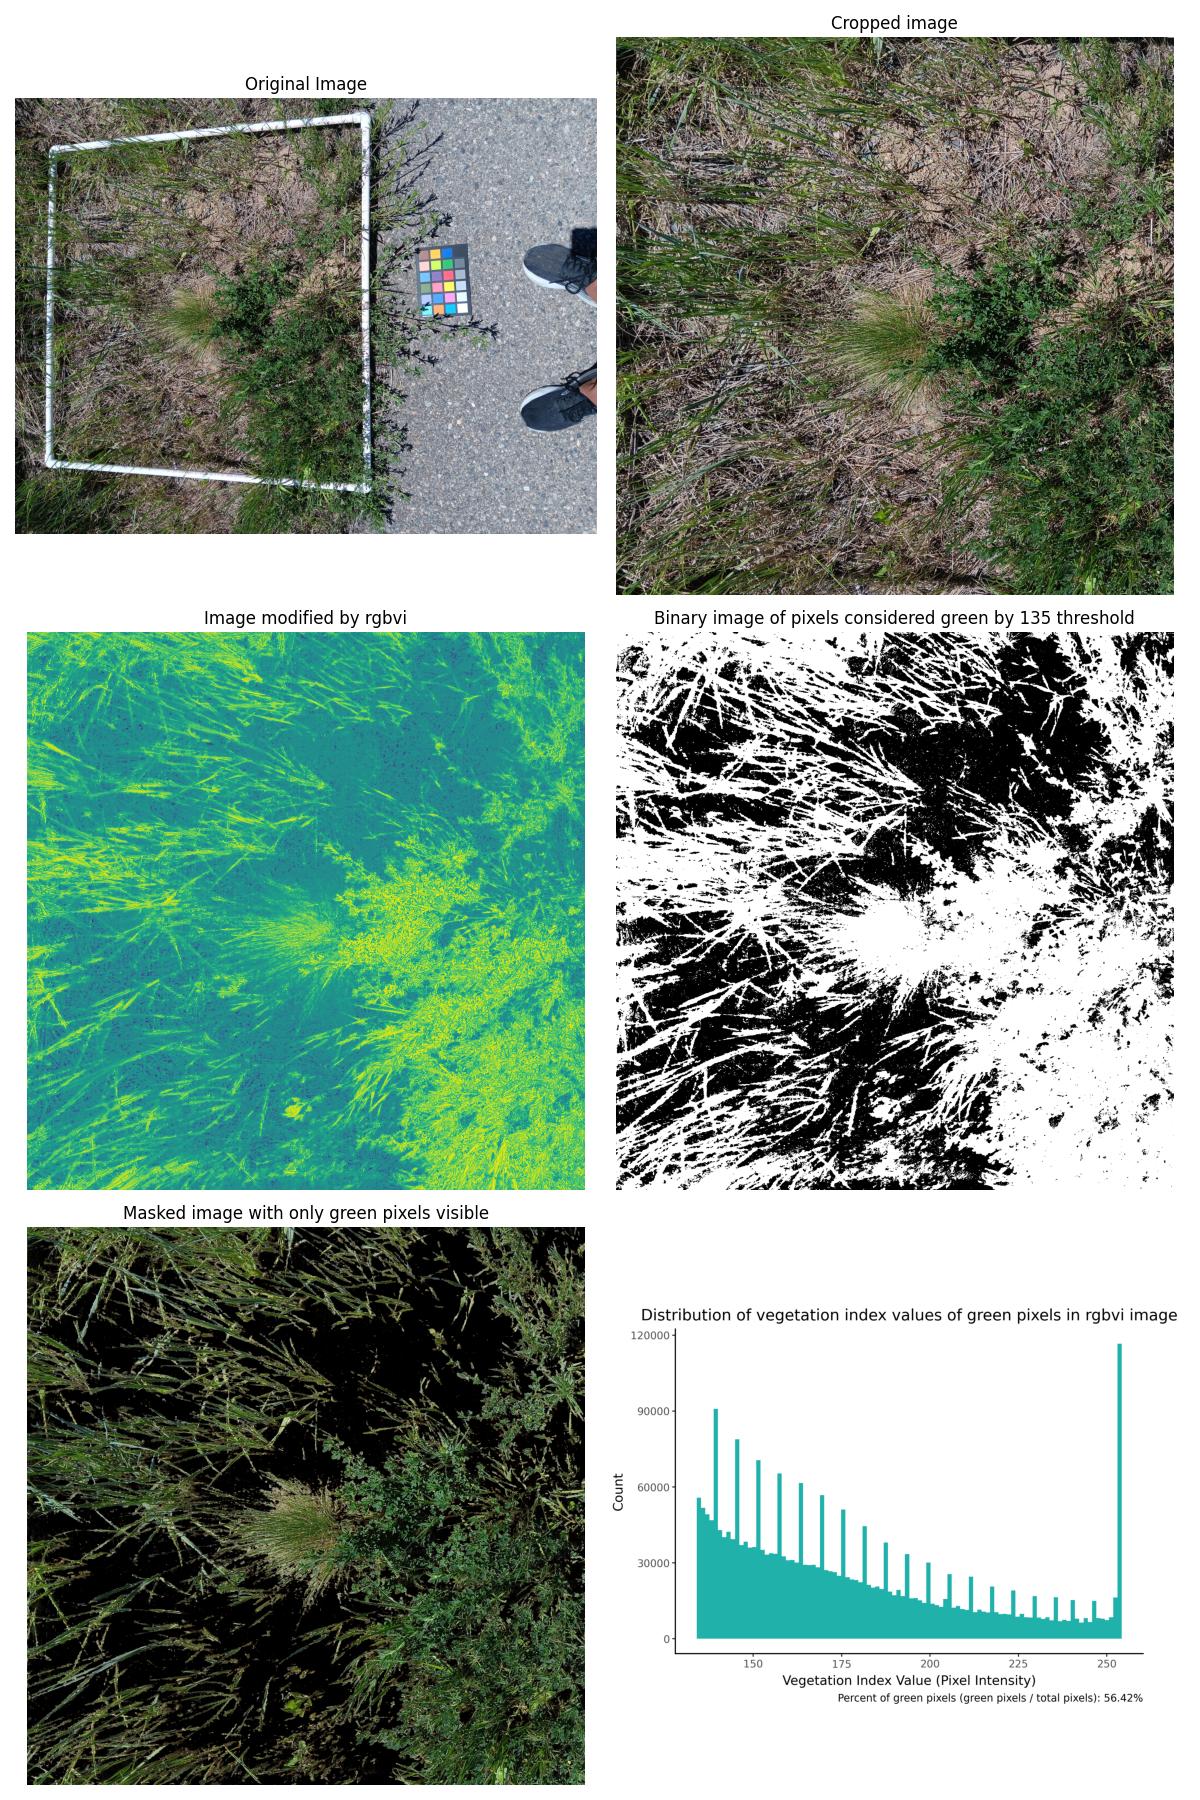 Original Image
Cropped image
Image modified by rgbvi
Binary image of pixels considered green by 135 threshold
Masked image with only green pixels visible
Distribution of vegetation index values of green pixels in rgbvi image
120000
90000
60000
30000
0
Count
150 175 200 225 250
Vegetation Index Value (Pixel Intensity)
Percent of green pixels (green pixels / total pixels): 56.42%